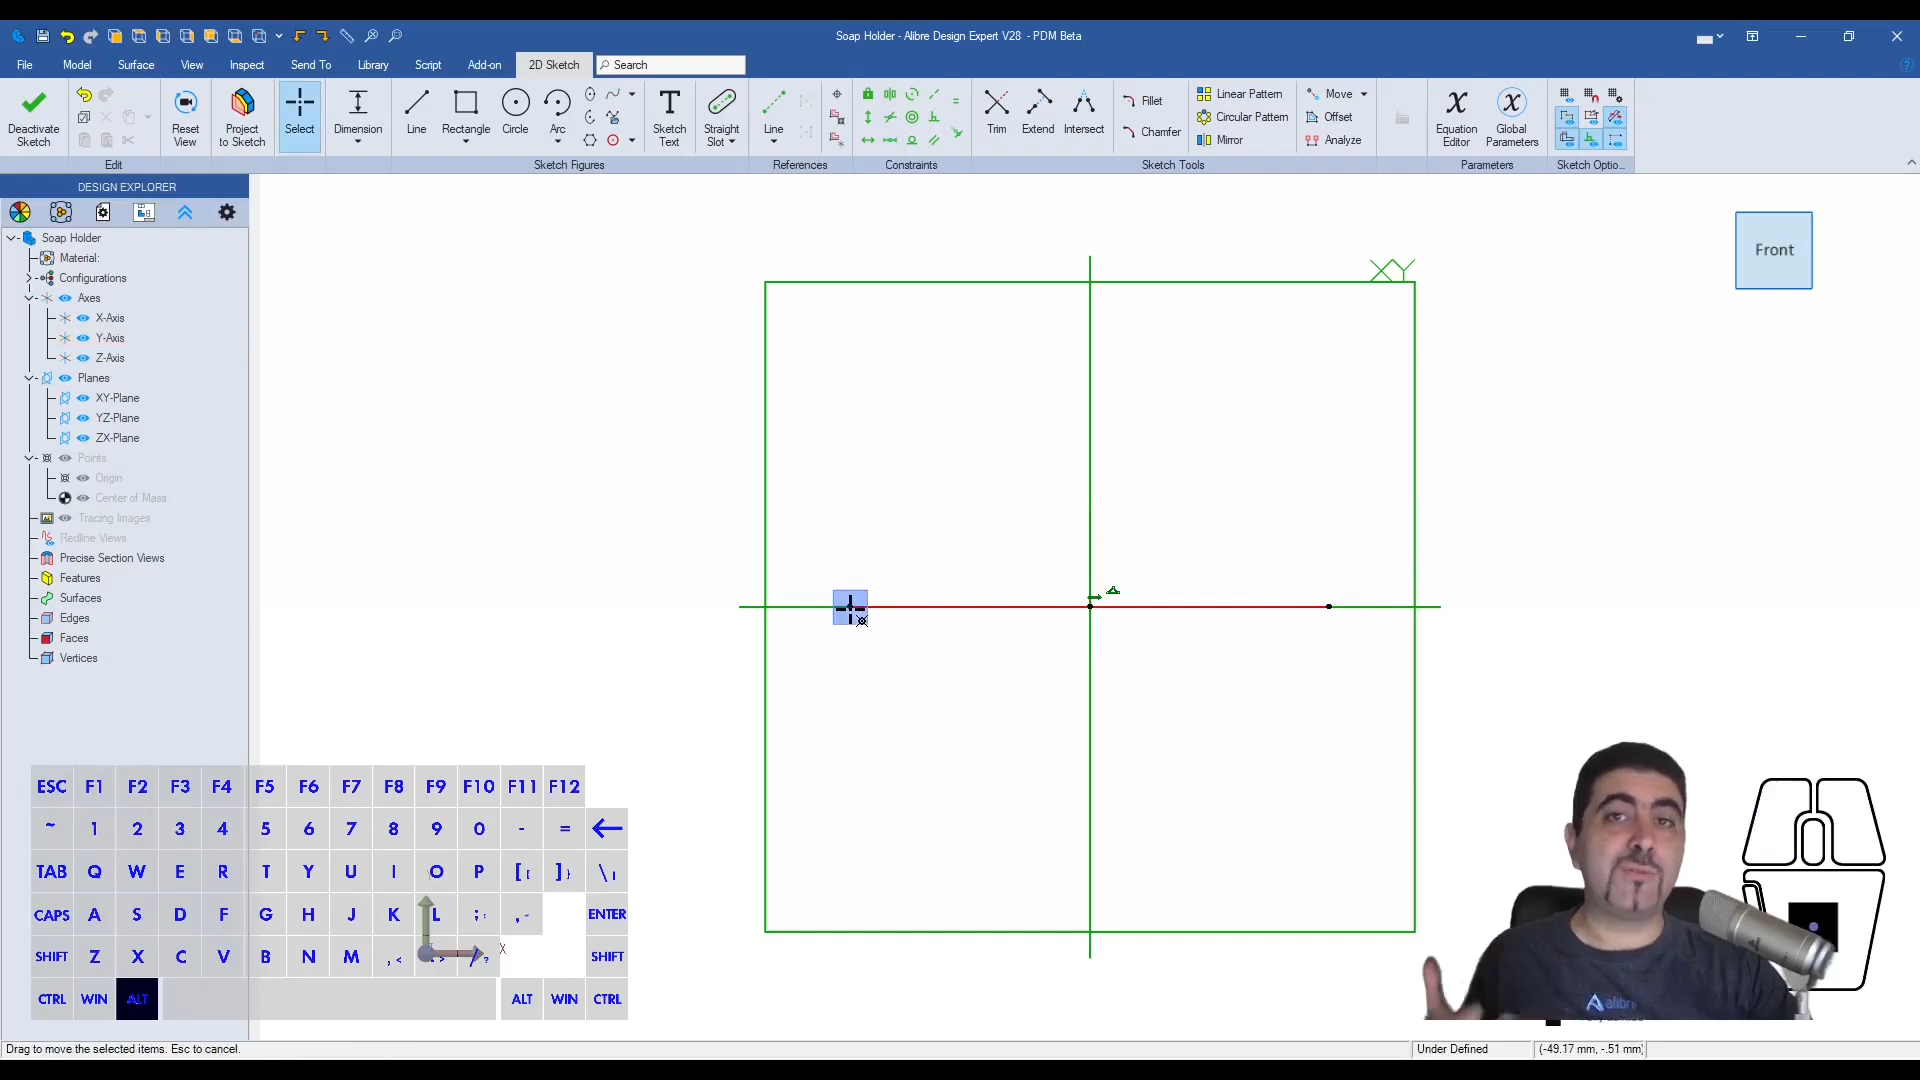 Soap Holder - Alibre Design Expert V28 - PDM Beta
File Model Surface View Inspect Send To Library Script Add-on 2D Sketch Search
Deactivate Sketch
Edit
Reset View
Project to Sketch
Select
Dimension
Line
Rectangle
Circle
Arc
Sketch Text
Straight Slot
Sketch Figures
Line
References
Constraints
Trim
Extend
Intersect
Fillet
Chamfer
Linear Pattern
Circular Pattern
Mirror
Move
Offset
Analyze
Sketch Tools
Equation Editor
Global Parameters
Parameters
Sketch Optio...
DESIGN EXPLORER
Soap Holder
Material:
Configurations
Axes
X-Axis
Y-Axis
Z-Axis
Planes
XY-Plane
YZ-Plane
ZX-Plane
Points
Origin
Center of Mass
Tracing Images
Redline Views
Precise Section Views
Features
Surfaces
Edges
Faces
Vertices
XY
Front
ESC F1 F2 F3 F4 F5 F6 F7 F8 F9 F10 F11 F12
~ 1 2 3 4 5 6 7 8 9 0 - =
TAB Q W E R T Y U I O P [ ] \
CAPS A S D F G H J K L ; ENTER
SHIFT Z X C V B N M , < > / ? SHIFT
CTRL WIN ALT ALT WIN CTRL
X
alibre
Drag to move the selected items. Esc to cancel.
Under Defined
(-49.17 mm, -.51 mm)